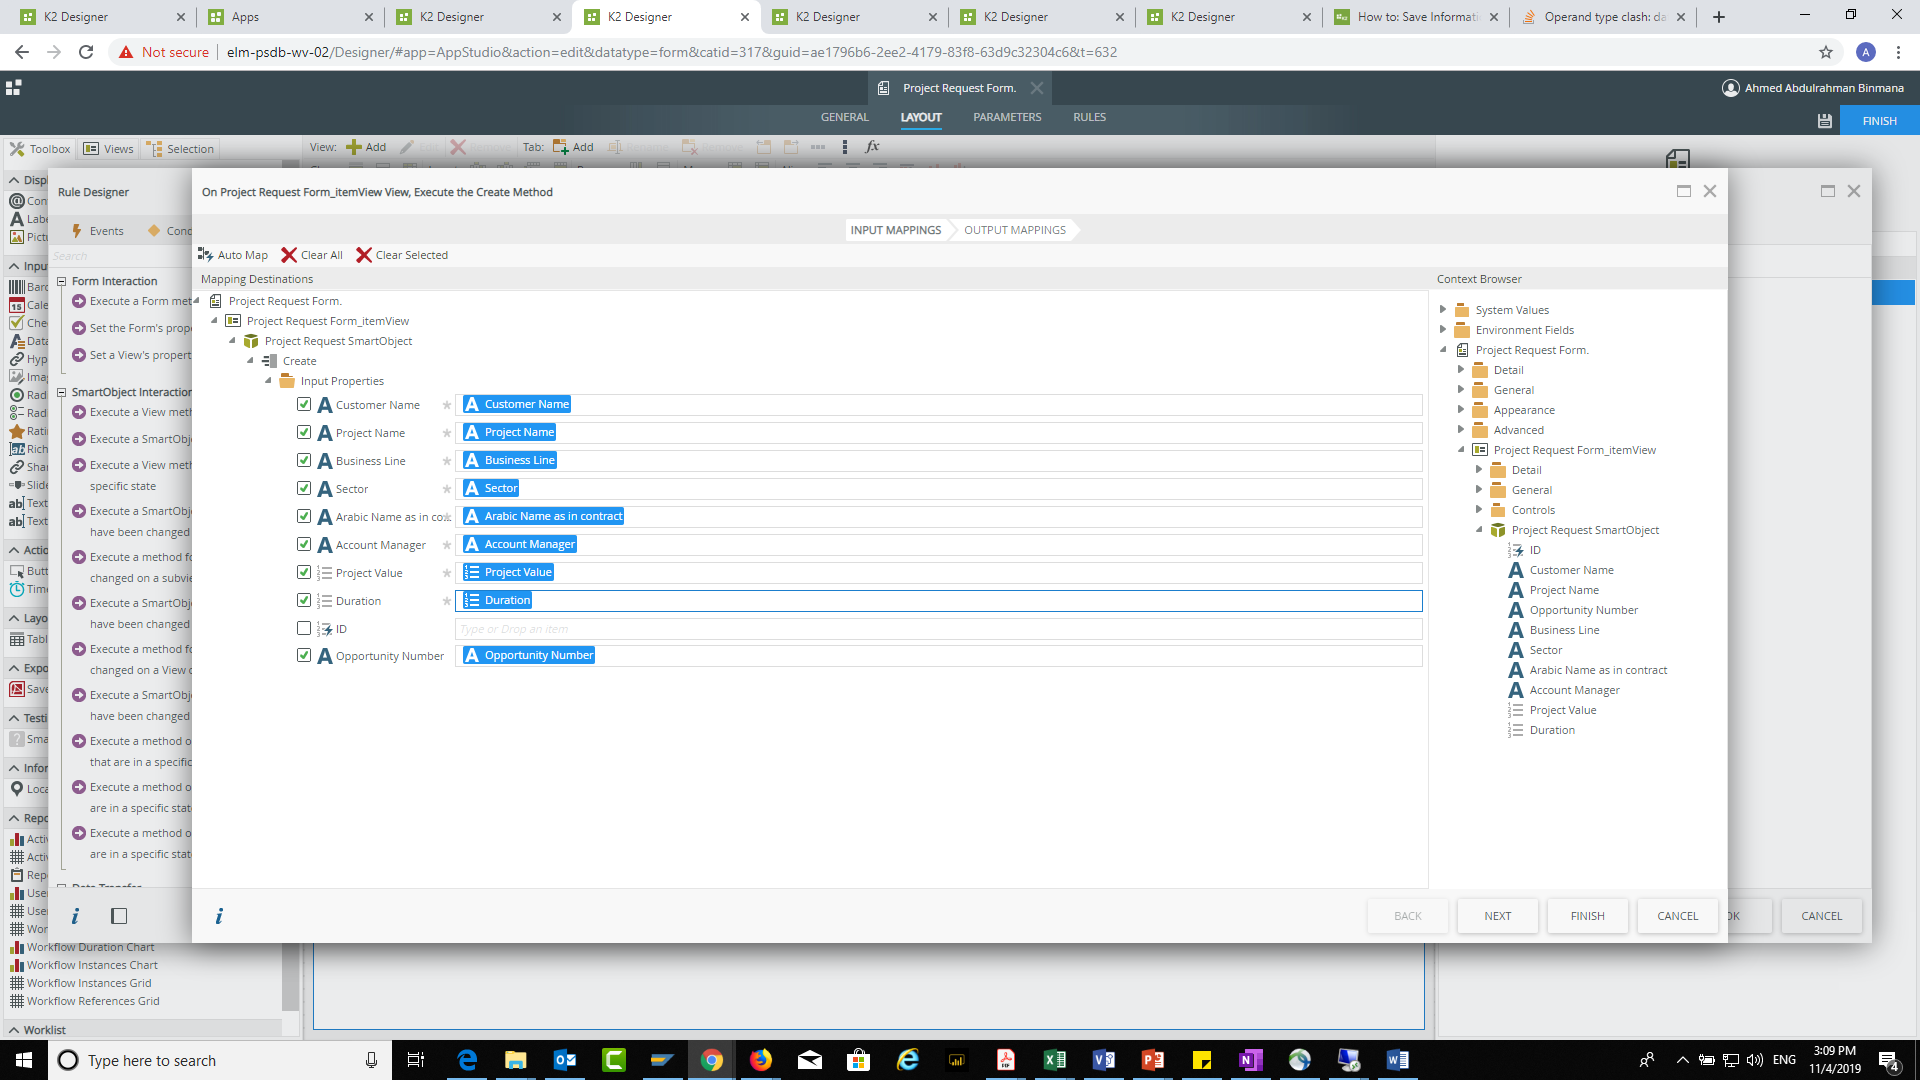 K2 Designer
Apps
K2 Designer
K2 Designer
K2 Designer
K2 Designer
K2 Designer
How to: Save Informati
Operand type clash: da
Not secure
elm-psdb-wv-02/Designer/#app=AppStudio&action=edit&datatype=form&catid=317&guid=ae1796b6-2ee2-4179-83f8-63d9c32304c6&t=632
A
Project Request Form.
Ahmed Abdulrahman Binmana
GENERAL
LAYOUT
PARAMETERS
RULES
FINISH
Toolbox
Views
Selection
View:
Add
Tab:
Add
fx
Rule Designer
Events
Search
Form Interaction
Execute a Form met
Set the Form's prope
Set a View's propert
SmartObject Interaction
Execute a View meth
Execute a SmartObje
Execute a View meth
specific state
Execute a SmartObj
have been changed
Execute a method fo
changed on a subvie
Execute a SmartObj
have been changed
Execute a method fo
changed on a View o
Execute a SmartObj
have been changed
Execute a method o
that are in a specific
Execute a method o
are in a specific stat
Execute a method o
are in a specific stat
On Project Request Form_itemView View, Execute the Create Method
INPUT MAPPINGS
OUTPUT MAPPINGS
Auto Map
Clear All
Clear Selected
Mapping Destinations
Project Request Form.
Project Request Form_itemView
Project Request SmartObject
Create
Input Properties
Customer Name * Customer Name
Project Name * Project Name
Business Line * Business Line
Sector * Sector
Arabic Name as in co... Arabic Name as in contract
Account Manager * Account Manager
Project Value * Project Value
Duration * Duration
ID Type or Drop an item
Opportunity Number Opportunity Number
Context Browser
System Values
Environment Fields
Project Request Form.
Detail
General
Appearance
Advanced
Project Request Form_itemView
Detail
General
Controls
Project Request SmartObject
ID
Customer Name
Project Name
Opportunity Number
Business Line
Sector
Arabic Name as in contract
Account Manager
Project Value
Duration
BACK
NEXT
FINISH
CANCEL
OK
CANCEL
Workflow Duration Chart
Workflow Instances Chart
Workflow Instances Grid
Workflow References Grid
Worklist
Type here to search
ENG
3:09 PM
11/4/2019
4